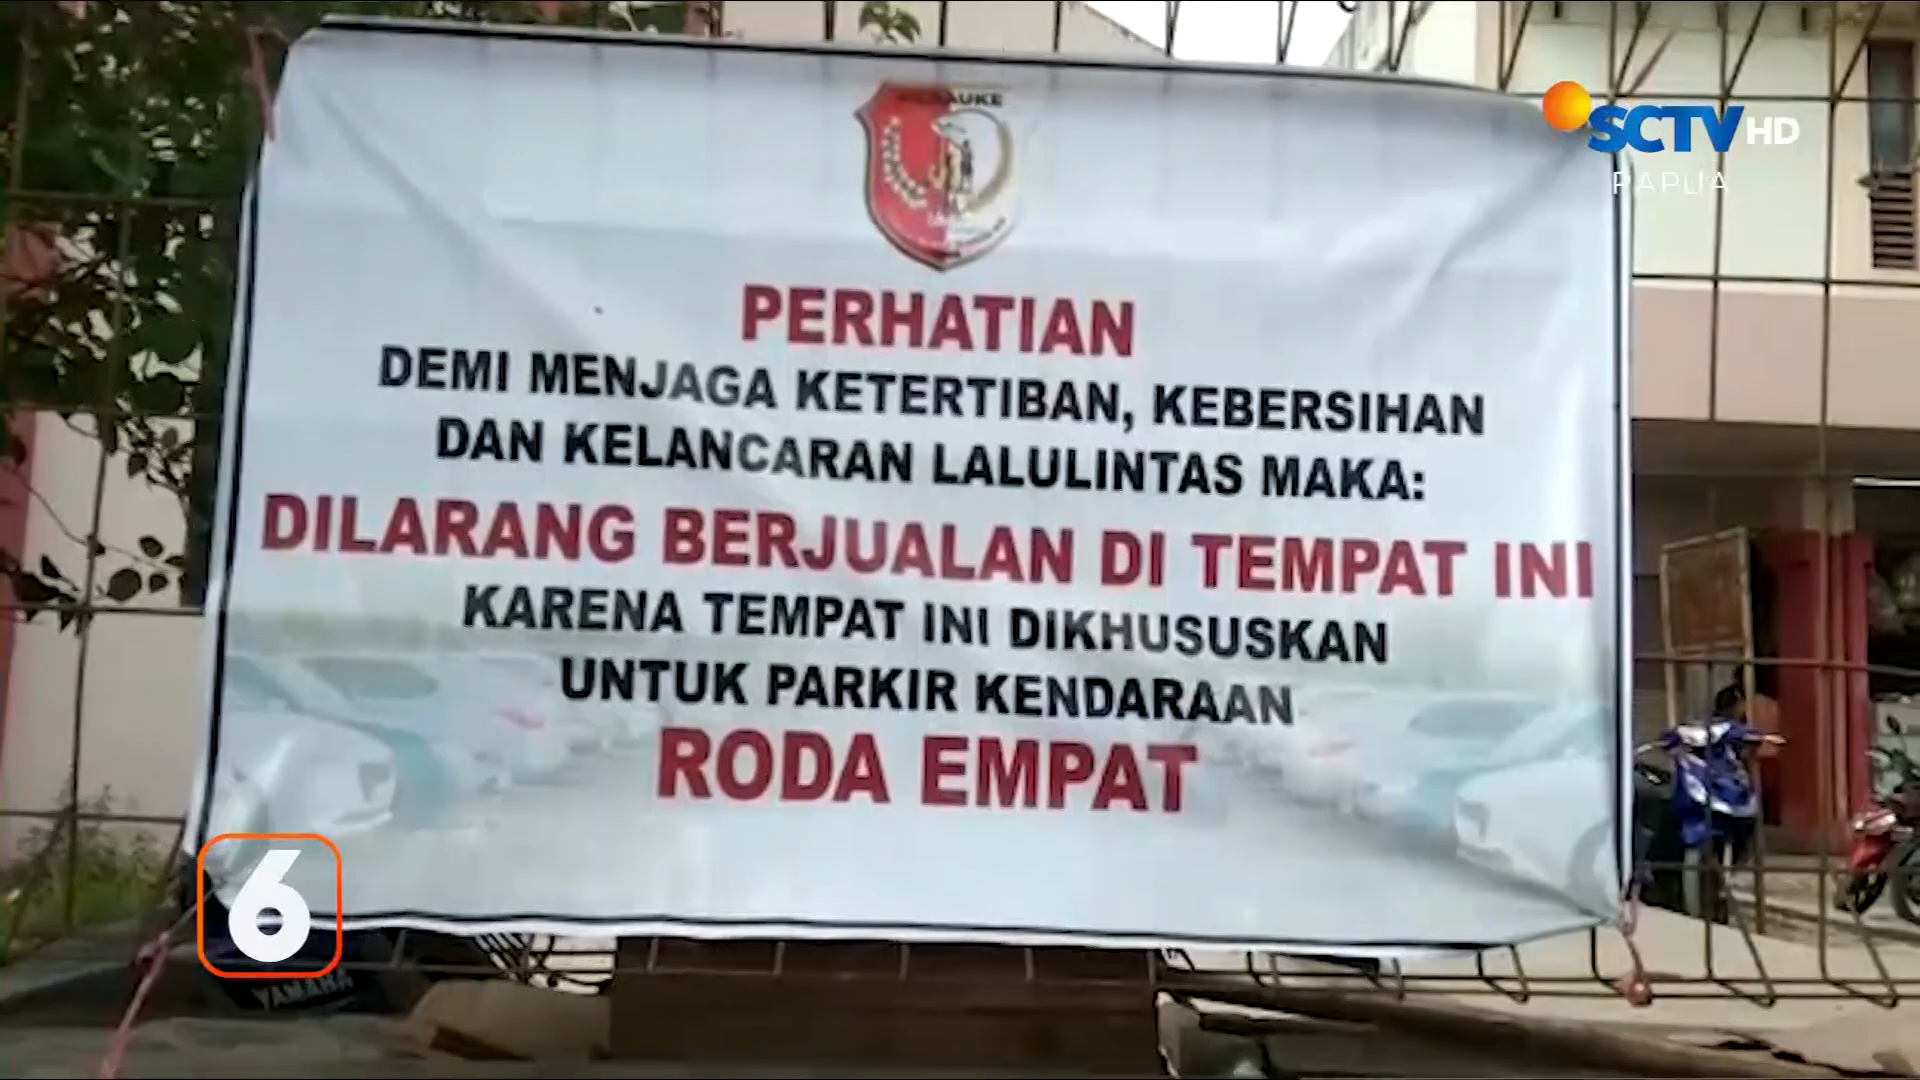 SCTV HD
PAPUA
PERHATIAN
DEMI MENJAGA KETERTIBAN, KEBERSIHAN
DAN KELANCARAN LALULINTAS MAKA:
DILARANG BERJUALAN DI TEMPAT INI
KARENA TEMPAT INI DIKHUSUSKAN
UNTUK PARKIR KENDARAAN
RODA EMPAT
6
YAMAHA